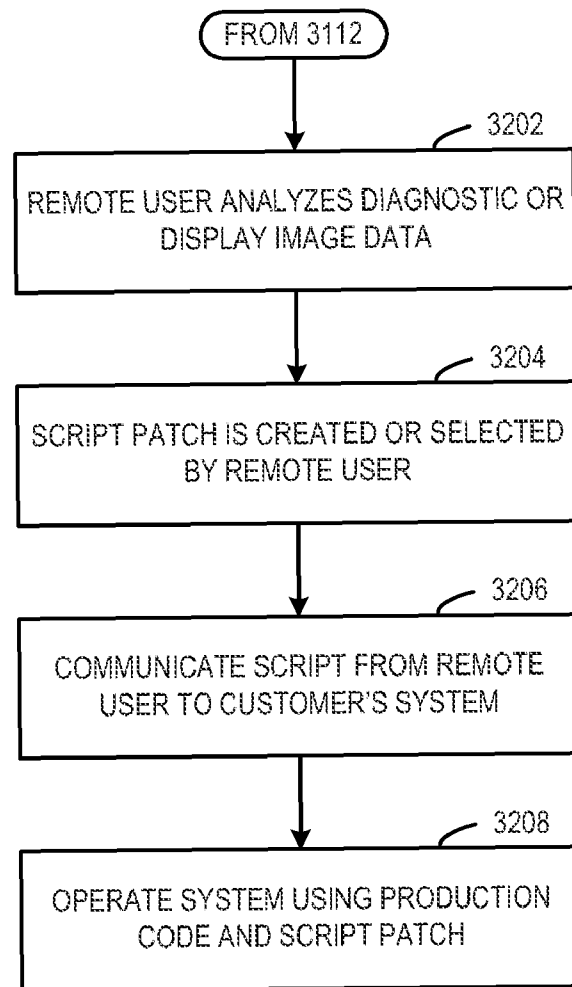 FROM 3112
3202
REMOTE USER ANALYZES DIAGNOSTIC OR
DISPLAY IMAGE DATA
3204
SCRIPT PATCH IS CREATED OR SELECTED
BY REMOTE USER
3206
COMMUNICATE SCRIPT FROM REMOTE
USER TO CUSTOMER'S SYSTEM
3208
OPERATE SYSTEM USING PRODUCTION
CODE AND SCRIPT PATCH